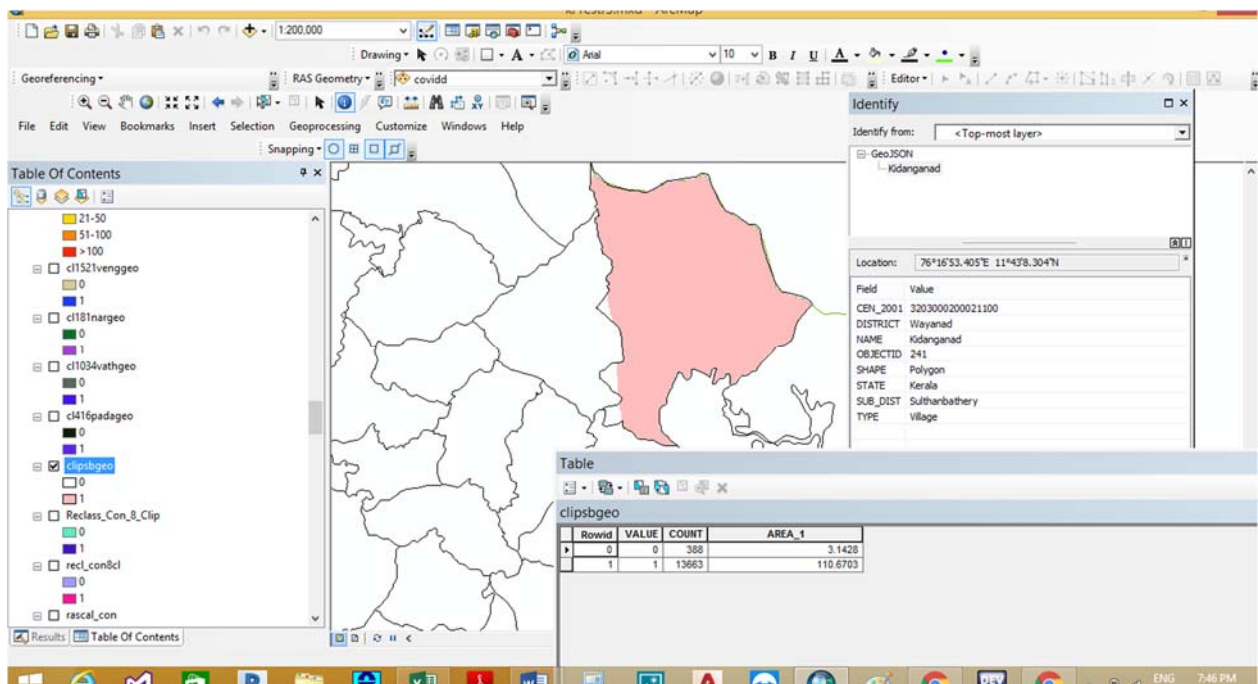 1:200,000
Drawing
Arial
10
B I U A
Georeferencing
RAS Geometry
covidd
Editor
File Edit View Bookmarks Insert Selection Geoprocessing Customize Windows Help
Snapping
Table Of Contents
21-50
51-100
>100
cl1521venggeo
0
1
cl181nargeo
0
1
cl1034vathgeo
0
1
cl416padageo
0
1
clipsbgeo
0
1
Reclass_Con_8_Clip
0
1
recl_con8cl
0
1
rascal_con
Results Table Of Contents
Identify
Identify from: <Top-most layer>
GeoJSON
Kidanganad
Location: 76°16'53.405"E 11°43'8.304"N
Field Value
CEN_2001 3203000200021100
DISTRICT Wayanad
NAME Kidanganad
OBJECTID 241
SHAPE Polygon
STATE Kerala
SUB_DIST Sulthanbathery
TYPE Village
Table
clipsbgeo
Rowid VALUE COUNT AREA_1
0 0 388 3.1428
1 1 13663 110.6703
ENG 7:46 PM